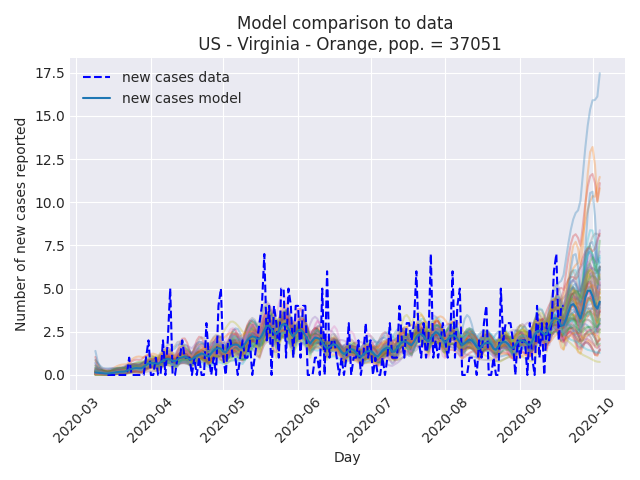 Model comparison to data
US - Virginia - Orange, pop. = 37051
new cases data
new cases model
Number of new cases reported
17.5
15.0
12.5
10.0
7.5
5.0
2.5
0.0
2020-03
2020-04
2020-05
2020-06
2020-07
2020-08
2020-09
2020-10
Day